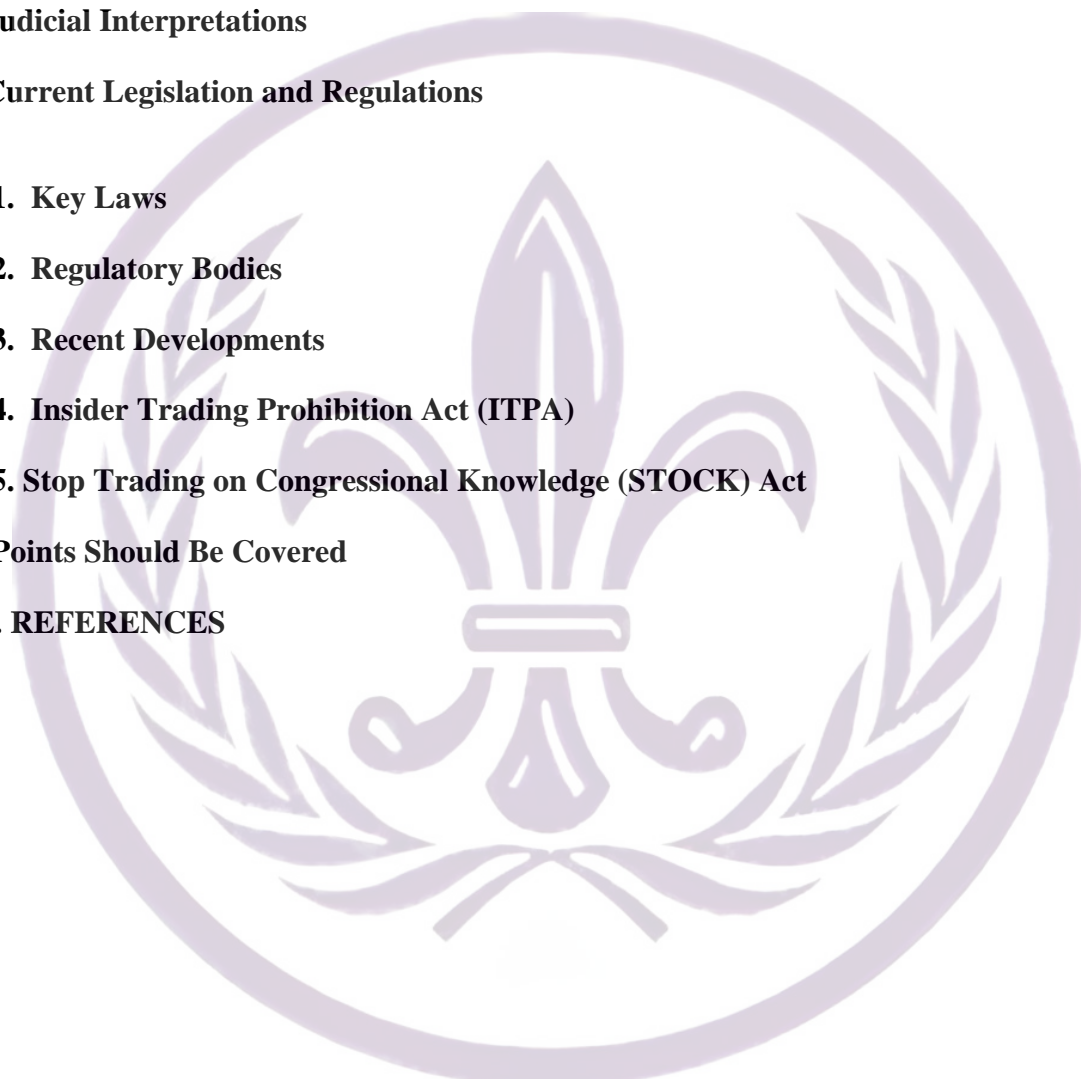 udicial Interpretations
Current Legislation and Regulations
1. Key Laws
2. Regulatory Bodies
3. Recent Developments
4. Insider Trading Prohibition Act (ITPA)
5. Stop Trading on Congressional Knowledge (STOCK) Act
Points Should Be Covered
. REFERENCES